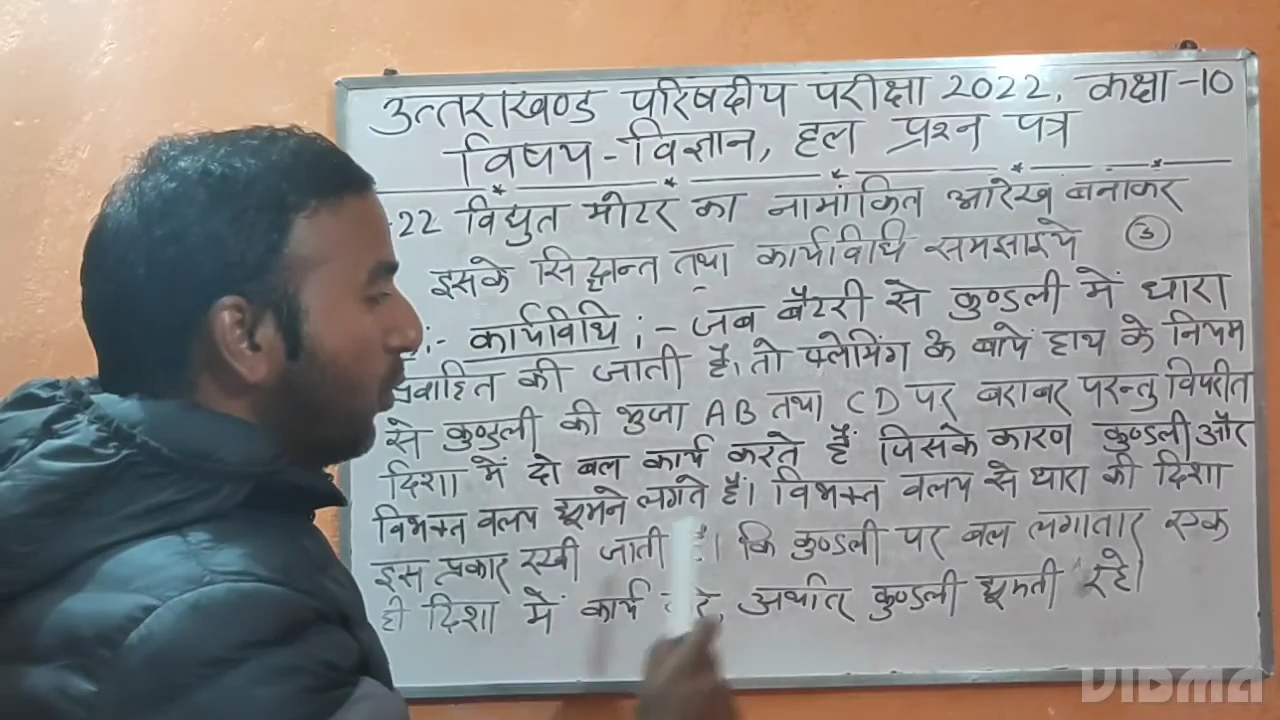 उत्तराखण्ड परिषदीय परीक्षा 2022, कक्षा-10
विषय-विज्ञान, हल प्रश्न पत्र
22 विद्युत मोटर का नामांकित आरेख बनाकर
इसके सिद्धान्त तथा कार्यविधि समझाइये (3)
:- कार्यविधि :- जब बैटरी से कुण्डली में धारा
प्रवाहित की जाती है, तो फ्लेमिंग के बायें हाथ के नियम
से कुण्डली की भुजा AB तथा CD पर बराबर परन्तु विपरीत
दिशा में दो बल कार्य करते हैं जिसके कारण कुण्डली और
विभक्त वलय घूमने लगते हैं। विभक्त वलय से धारा की दिशा
इस प्रकार रखी जाती है। कि कुण्डली पर बल लगातार एक
ही दिशा में कार्य करे, अर्थात कुण्डली घूमती रहे।
VIDMA